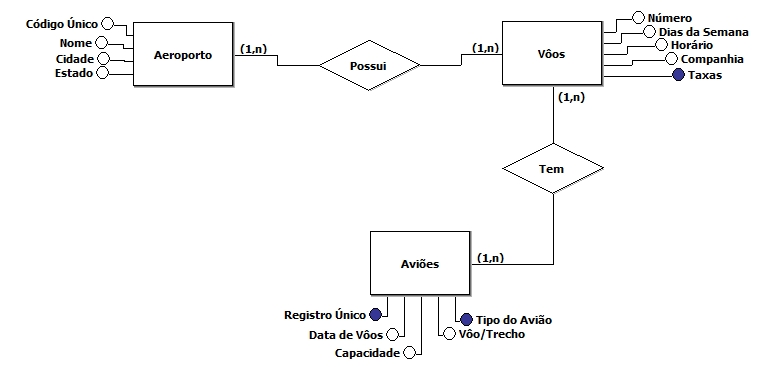 Código Único
Nome
Cidade
Estado
Aeroporto
(1,n)
Possui
(1,n)
Vôos
Número
Dias da Semana
Horário
Companhia
Taxas
(1,n)
Tem
(1,n)
Aviões
Registro Único
Data de Vôos
Capacidade
Vôo/Trecho
Tipo do Avião